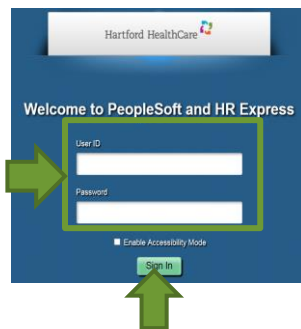 Hartford HealthCare
Welcome to PeopleSoft and HR Express
User ID
Password
Enable Accessibility Mode
Sign In